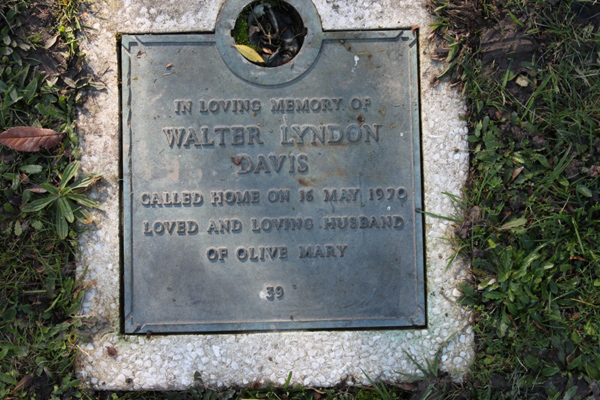 IN LOVING MEMORY OF
WALTER LYNDON
DAVIS
CALLED HOME ON 16 MAY 1970
LOVED AND LOVING HUSBAND
OF OLIVE MARY
39